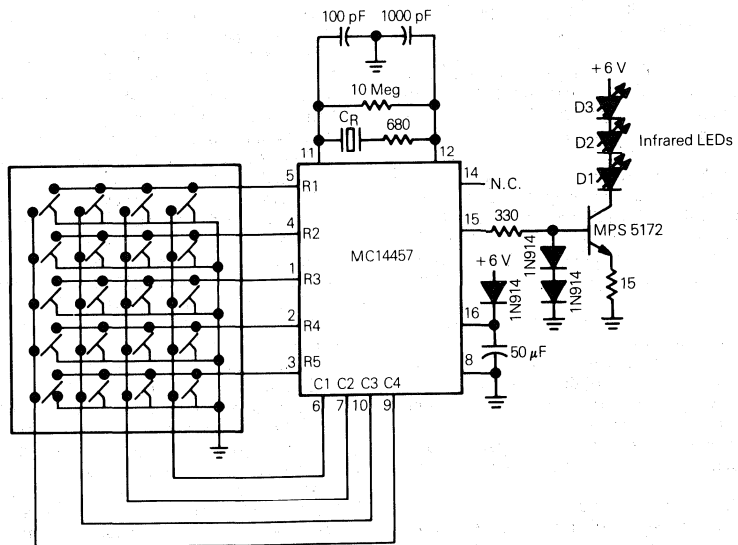 100 pF 1000 pF
10 Meg
CR 680
11 12
+ 6 V
D3
D2 Infrared LEDs
D1
5 R1
14 N.C.
4 R2
15 330
MPS 5172
MC14457
1N914
1 R3
+ 6 V
1N914
15
2 R4
16
1N914
50 μF
3 R5
8
C1 C2 C3 C4
6 7 10 9